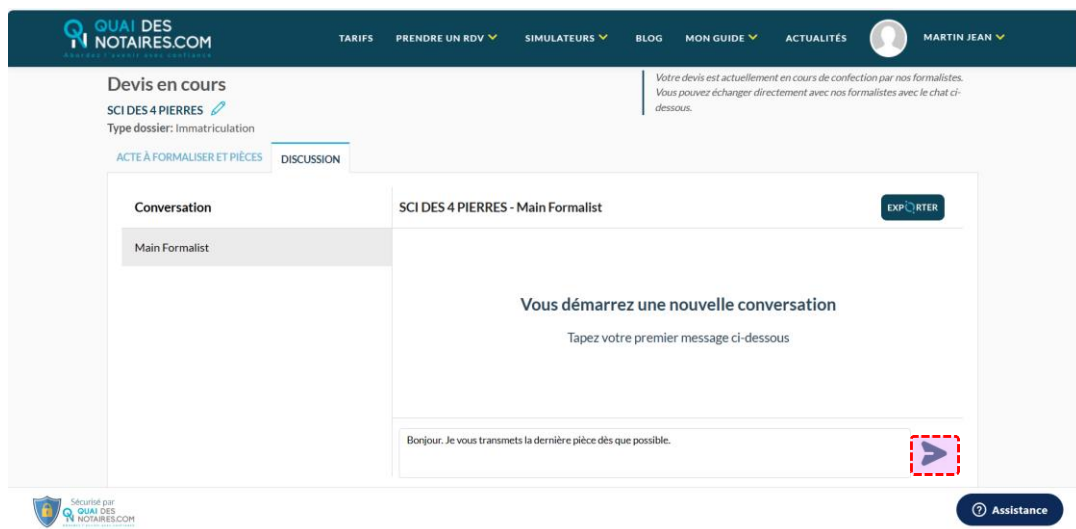 QUAI DES
NOTAIRES.COM
Abordez l'avenir avec confiance
TARIFS PRENDRE UN RDV SIMULATEURS BLOG MON GUIDE ACTUALITÉS MARTIN JEAN
Devis en cours
SCI DES 4 PIERRES
Type dossier: Immatriculation
Votre devis est actuellement en cours de confection par nos formalistes.
Vous pouvez échanger directement avec nos formalistes avec le chat ci-
dessous.
ACTE À FORMALISER ET PIÈCES DISCUSSION
Conversation
Main Formalist
SCI DES 4 PIERRES - Main Formalist
EXPORTER
Vous démarrez une nouvelle conversation
Tapez votre premier message ci-dessous
Bonjour. Je vous transmets la dernière pièce dès que possible.
Sécurisé par
QUAI DES
NOTAIRES.COM
Assistance